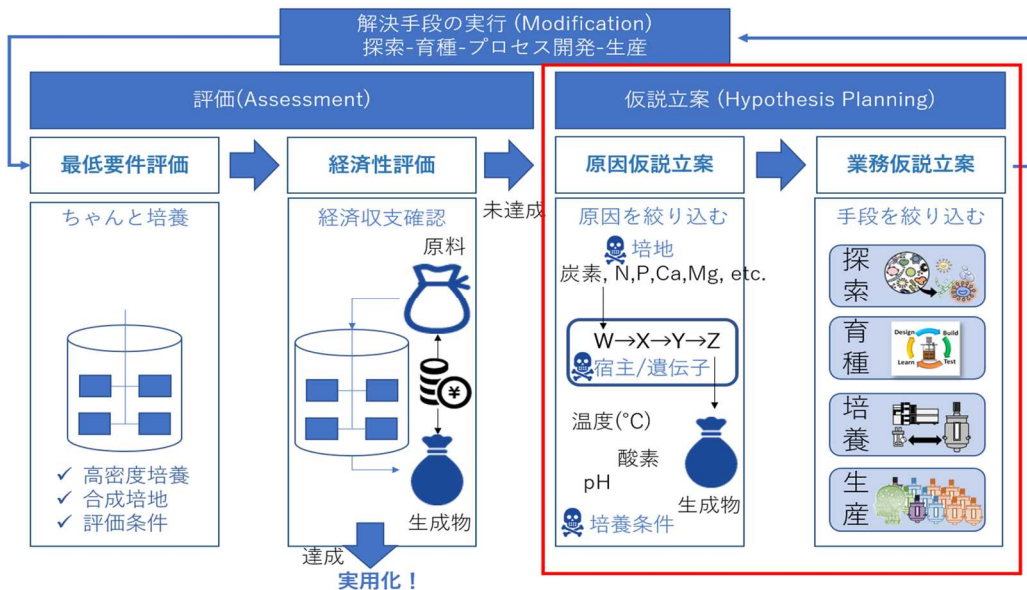 解決手段の実行 (Modification)
探索-育種-プロセス開発-生産
評価(Assessment)
仮説立案 (Hypothesis Planning)
最低要件評価
経済性評価
原因仮説立案
業務仮説立案
未達成
ちゃんと培養
高密度培養
合成培地
評価条件
経済収支確認
原料
¥
生成物
達成
実用化！
原因を絞り込む
培地
炭素, N,P,Ca,Mg, etc.
W→X→Y→Z
宿主/遺伝子
温度(°C)
酸素
pH
生成物
培養条件
手段を絞り込む
探索
育種
Design
Build
Learn
Test
培養
生産